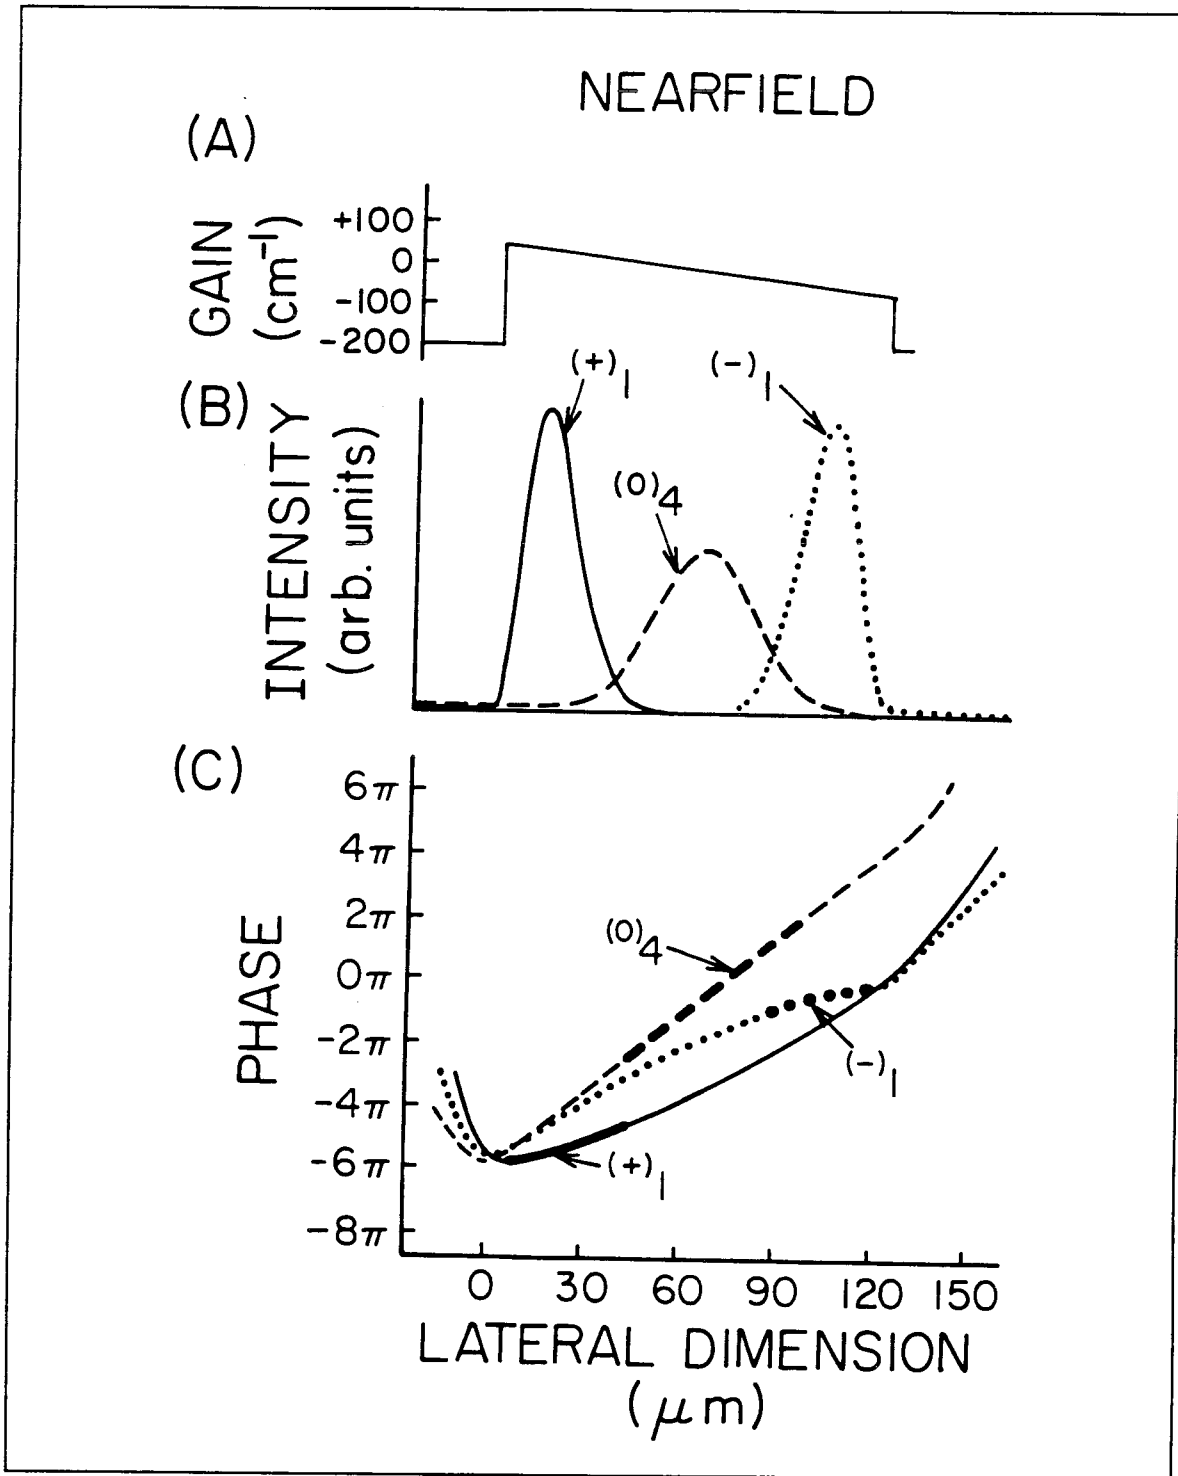 NEARFIELD
(A)
GAIN
(cm⁻¹)
+100
0
-100
-200
(B)
INTENSITY
(arb. units)
(+)₁
(-)₁
(0)₄
(C)
PHASE
6π
4π
2π
0π
-2π
-4π
-6π
-8π
(0)₄
(-)₁
(+)₁
0 30 60 90 120 150
LATERAL DIMENSION
(μm)